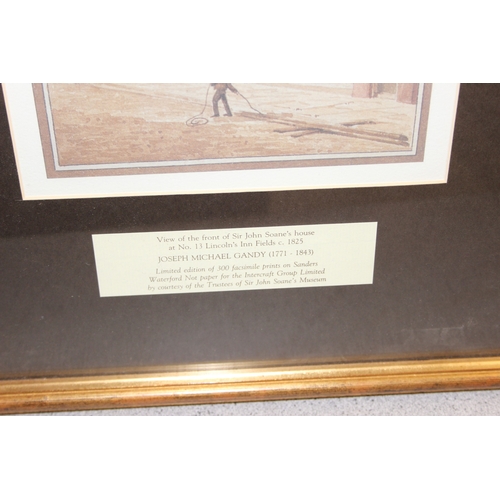 View of the front of Sir John Soane's house
at No. 13 Lincoln's Inn Fields c. 1825
JOSEPH MICHAEL GANDY (1771 - 1843)
Limited edition of 300 facsimile prints on Sanders
Waterford Not paper for the Intercraft Group Limited
by courtesy of the Trustees of Sir John Soane's Museum